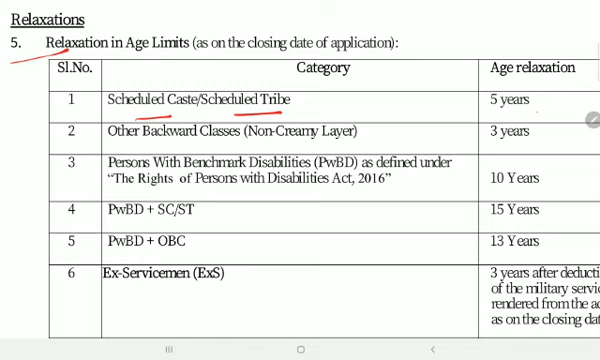 Relaxations
5. Relaxation in Age Limits (as on the closing date of application):
Sl.No. Category Age relaxation
1 Scheduled Caste/Scheduled Tribe 5 years
2 Other Backward Classes (Non-Creamy Layer) 3 years
3 Persons With Benchmark Disabilities (PwBD) as defined under
“The Rights of Persons with Disabilities Act, 2016” 10 Years
4 PwBD + SC/ST 15 Years
5 PwBD + OBC 13 Years
6 Ex-Servicemen (ExS) 3 years after
of the military
rendered from the
as on the closing